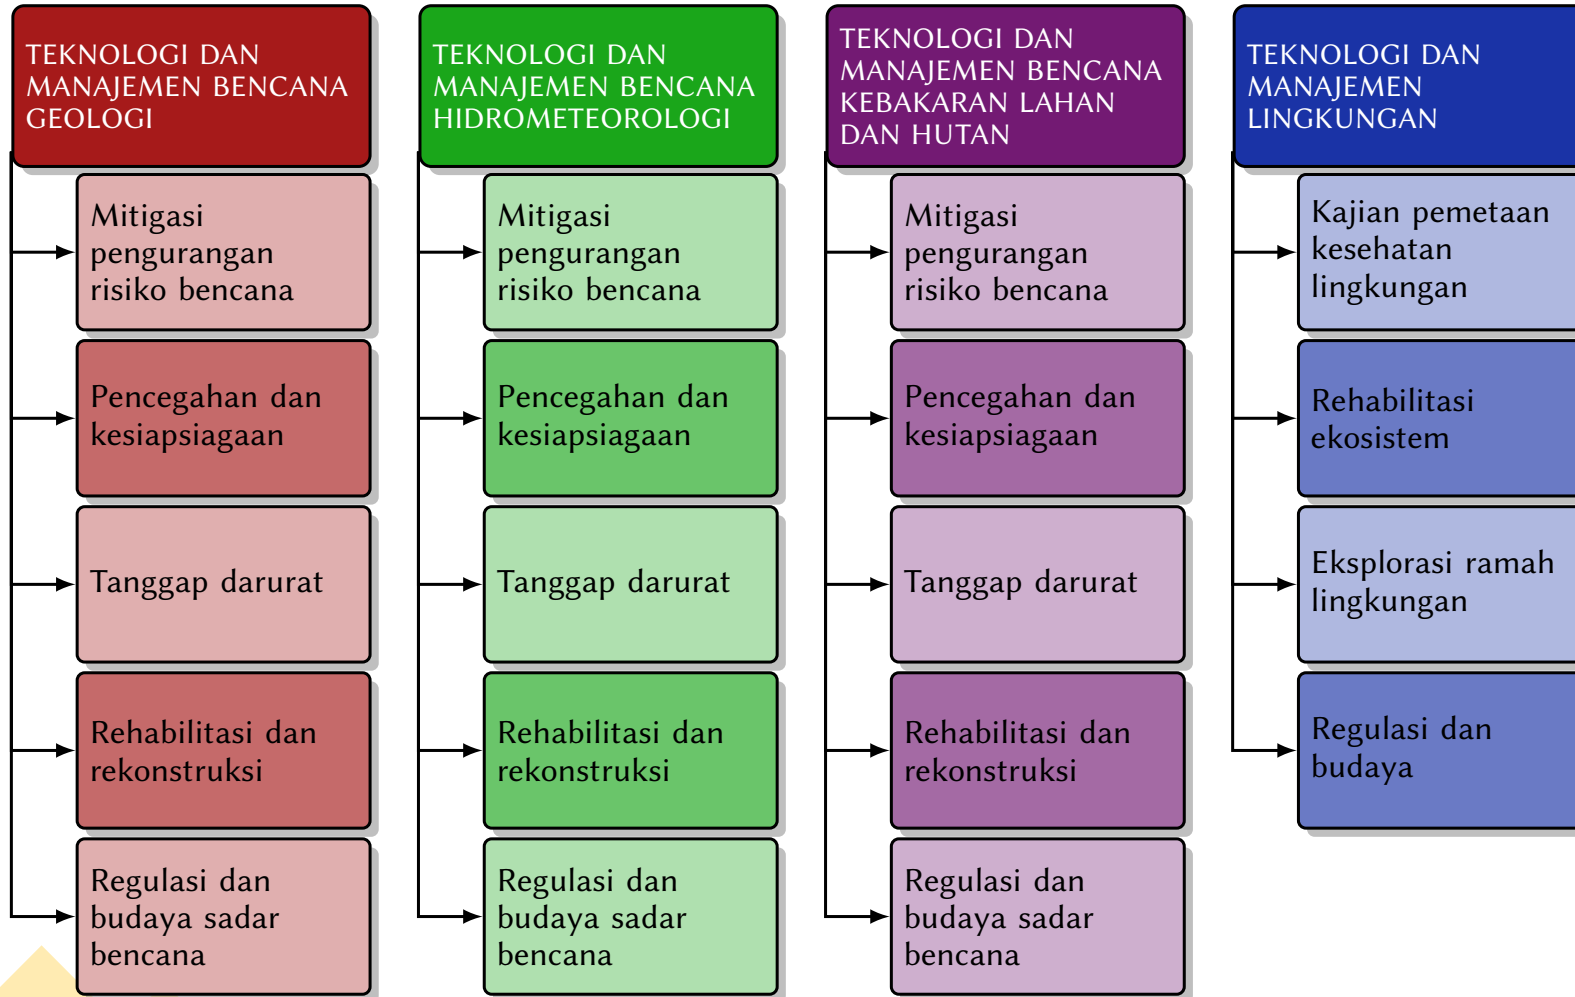 TEKNOLOGI DAN
MANAJEMEN BENCANA
GEOLOGI
Mitigasi
pengurangan
risiko bencana
Pencegahan dan
kesiapsiagaan
Tanggap darurat
Rehabilitasi dan
rekonstruksi
Regulasi dan
budaya sadar
bencana
TEKNOLOGI DAN
MANAJEMEN BENCANA
HIDROMETEOROLOGI
Mitigasi
pengurangan
risiko bencana
Pencegahan dan
kesiapsiagaan
Tanggap darurat
Rehabilitasi dan
rekonstruksi
Regulasi dan
budaya sadar
bencana
TEKNOLOGI DAN
MANAJEMEN BENCANA
KEBAKARAN LAHAN
DAN HUTAN
Mitigasi
pengurangan
risiko bencana
Pencegahan dan
kesiapsiagaan
Tanggap darurat
Rehabilitasi dan
rekonstruksi
Regulasi dan
budaya sadar
bencana
TEKNOLOGI DAN
MANAJEMEN
LINGKUNGAN
Kajian pemetaan
kesehatan
lingkungan
Rehabilitasi
ekosistem
Eksplorasi ramah
lingkungan
Regulasi dan
budaya